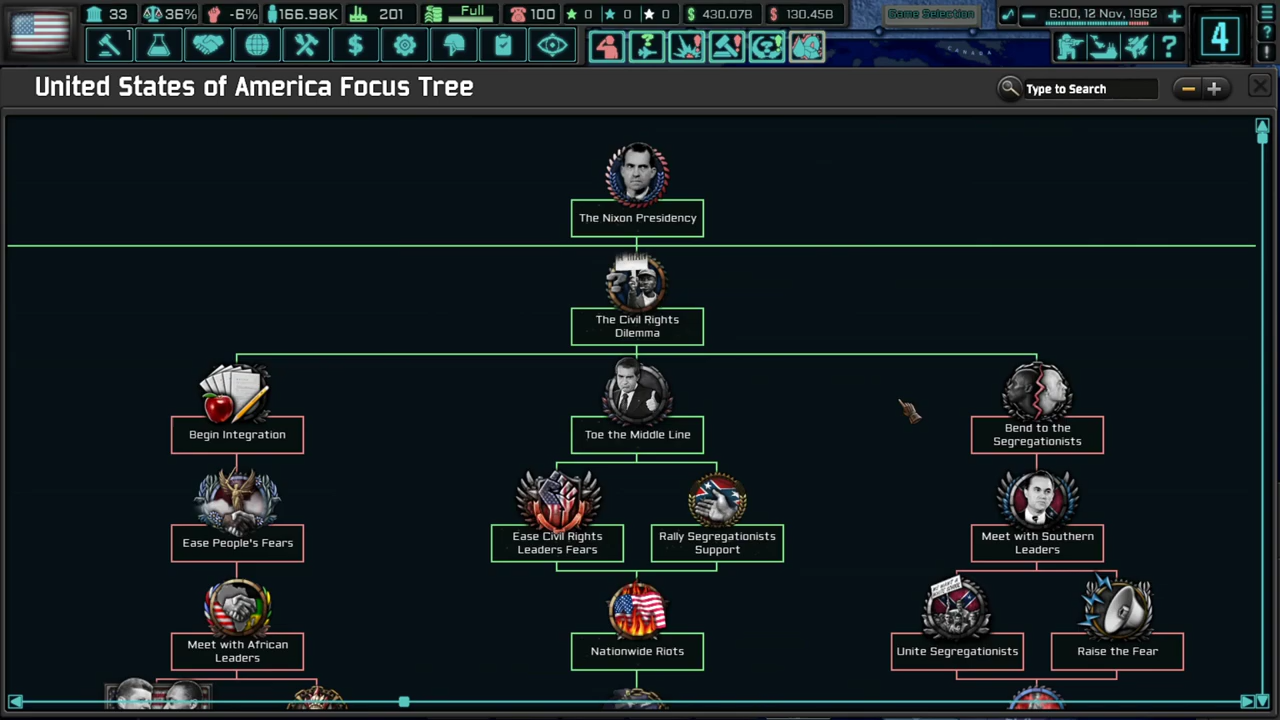 33 36% -6% 166.98K 201 Full 100 0 0 0 $ 430.07B $ 130.45B Game Selection 6:00, 12 Nov, 1962
1 4
United States of America Focus Tree Type to Search
The Nixon Presidency
The Civil Rights
Dilemma
Begin Integration
Toe the Middle Line
Bend to the
Segregationists
Ease People's Fears
Ease Civil Rights
Leaders Fears
Rally Segregationists
Support
Meet with Southern
Leaders
Meet with African
Leaders
Nationwide Riots
Unite Segregationists
Raise the Fear